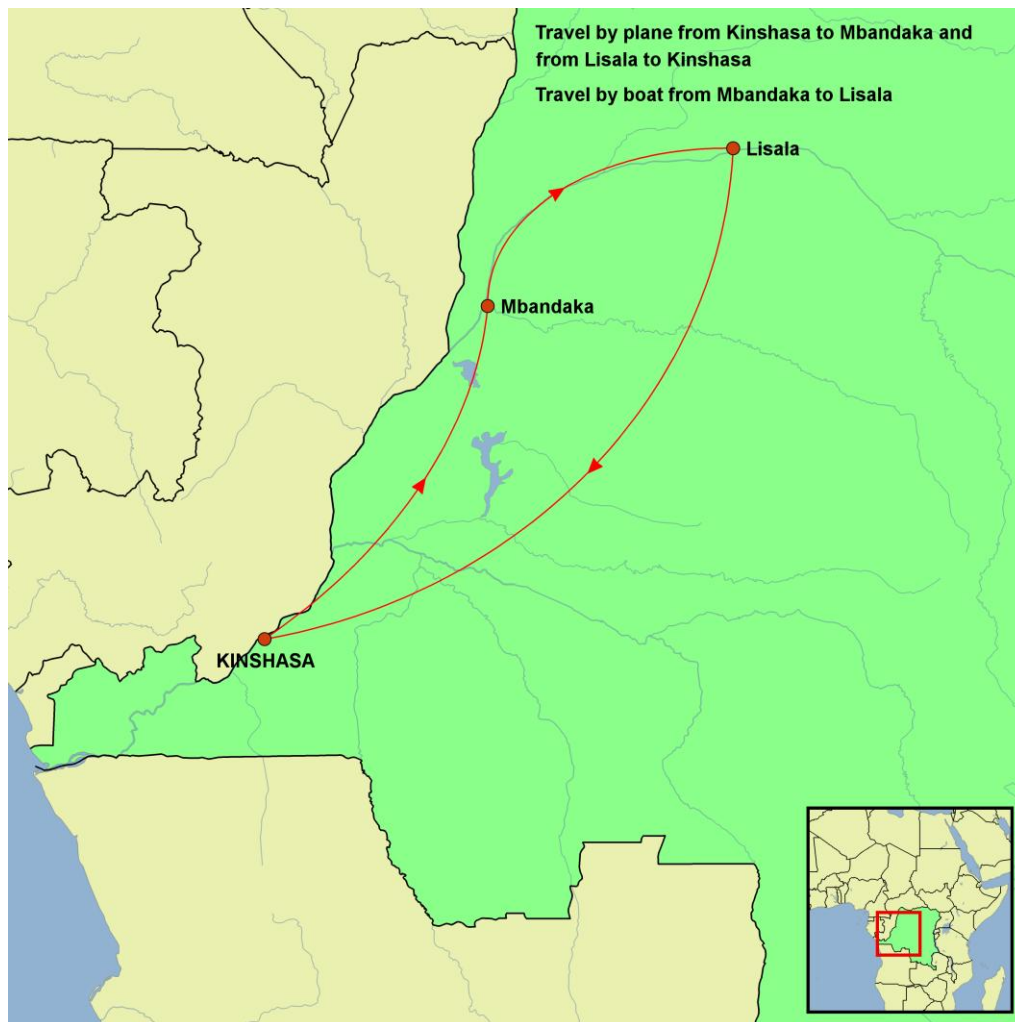 Travel by plane from Kinshasa to Mbandaka and
from Lisala to Kinshasa
Travel by boat from Mbandaka to Lisala
Lisala
Mbandaka
KINSHASA